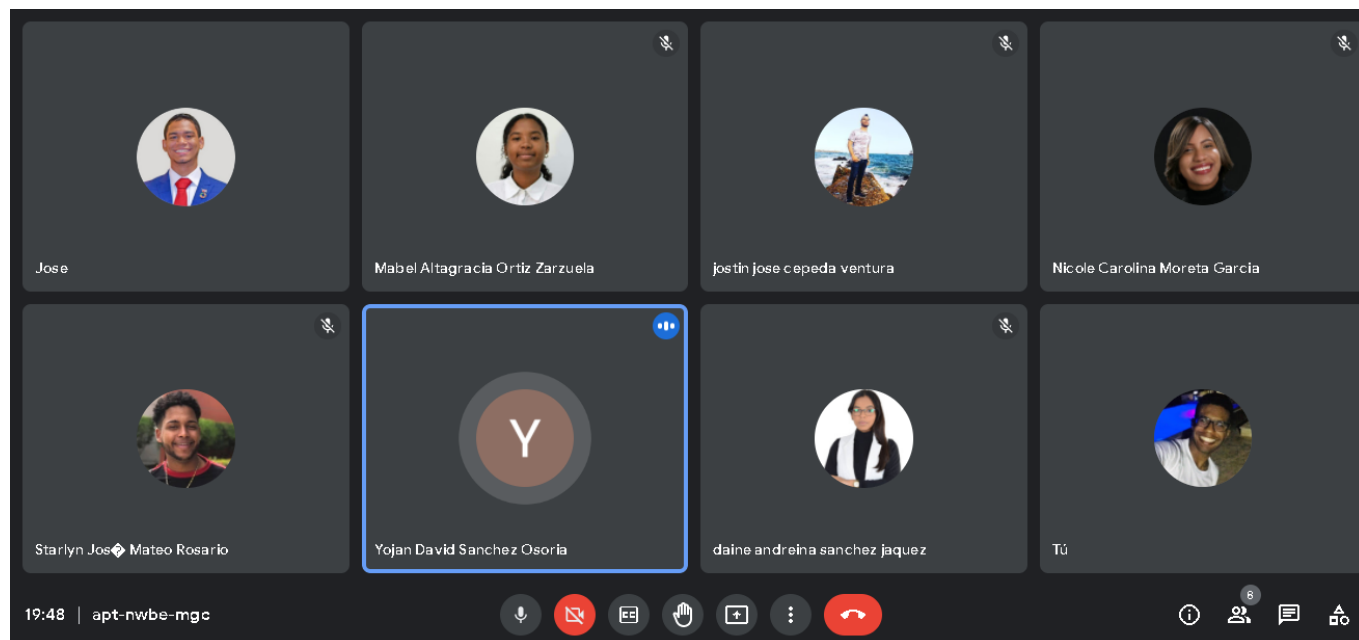 Jose
Mabel Altagracia Ortiz Zarzuela
jostin jose cepeda ventura
Nicole Carolina Moreta Garcia
Starlyn Jos� Mateo Rosario
Y
Yojan David Sanchez Osoria
daine andreina sanchez jaquez
Tú
19:48 | apt-nwbe-mgc
CC
8